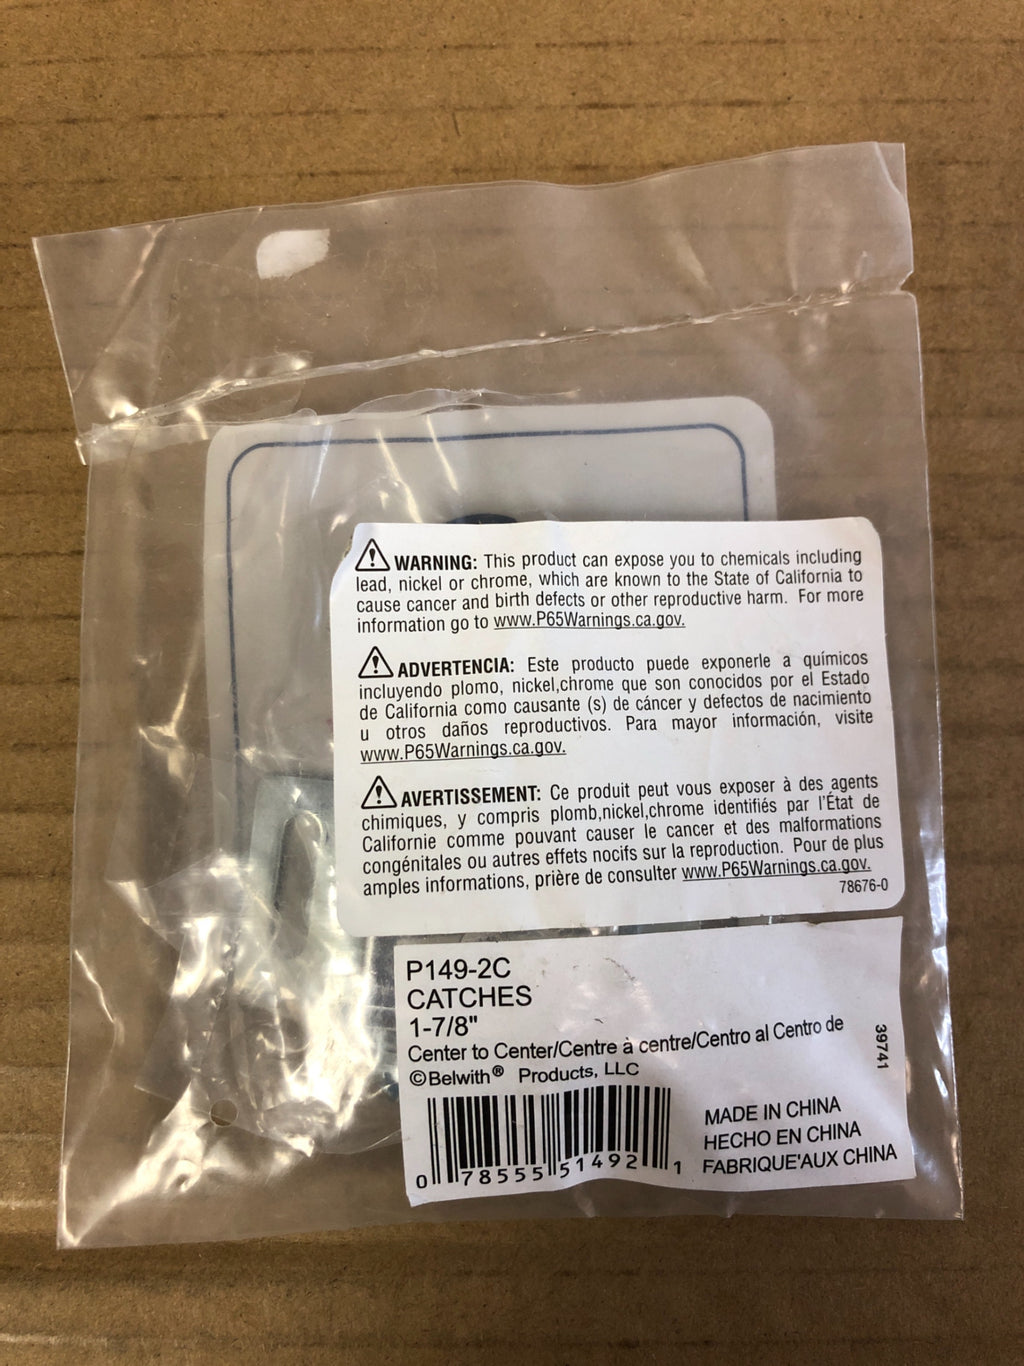 WARNING: This product can expose you to chemicals including
lead, nickel or chrome, which are known to the State of California to
cause cancer and birth defects or other reproductive harm. For more
information go to www.P65Warnings.ca.gov.
ADVERTENCIA: Este producto puede exponerle a químicos
incluyendo plomo, nickel,chrome que son conocidos por el Estado
de California como causante (s) de cáncer y defectos de nacimiento
u otros daños reproductivos. Para mayor información, visite
www.P65Warnings.ca.gov.
AVERTISSEMENT: Ce produit peut vous exposer à des agents
chimiques, y compris plomb,nickel,chrome identifiés par l'État de
Californie comme pouvant causer le cancer et des malformations
congénitales ou autres effets nocifs sur la reproduction. Pour de plus
amples informations, prière de consulter www.P65Warnings.ca.gov.
78676-0
P149-2C
CATCHES
1-7/8"
Center to Center/Centre à centre/Centro al Centro de
©Belwith® Products, LLC
39741
MADE IN CHINA
HECHO EN CHINA
FABRIQUE'AUX CHINA
0 78555 51492 1